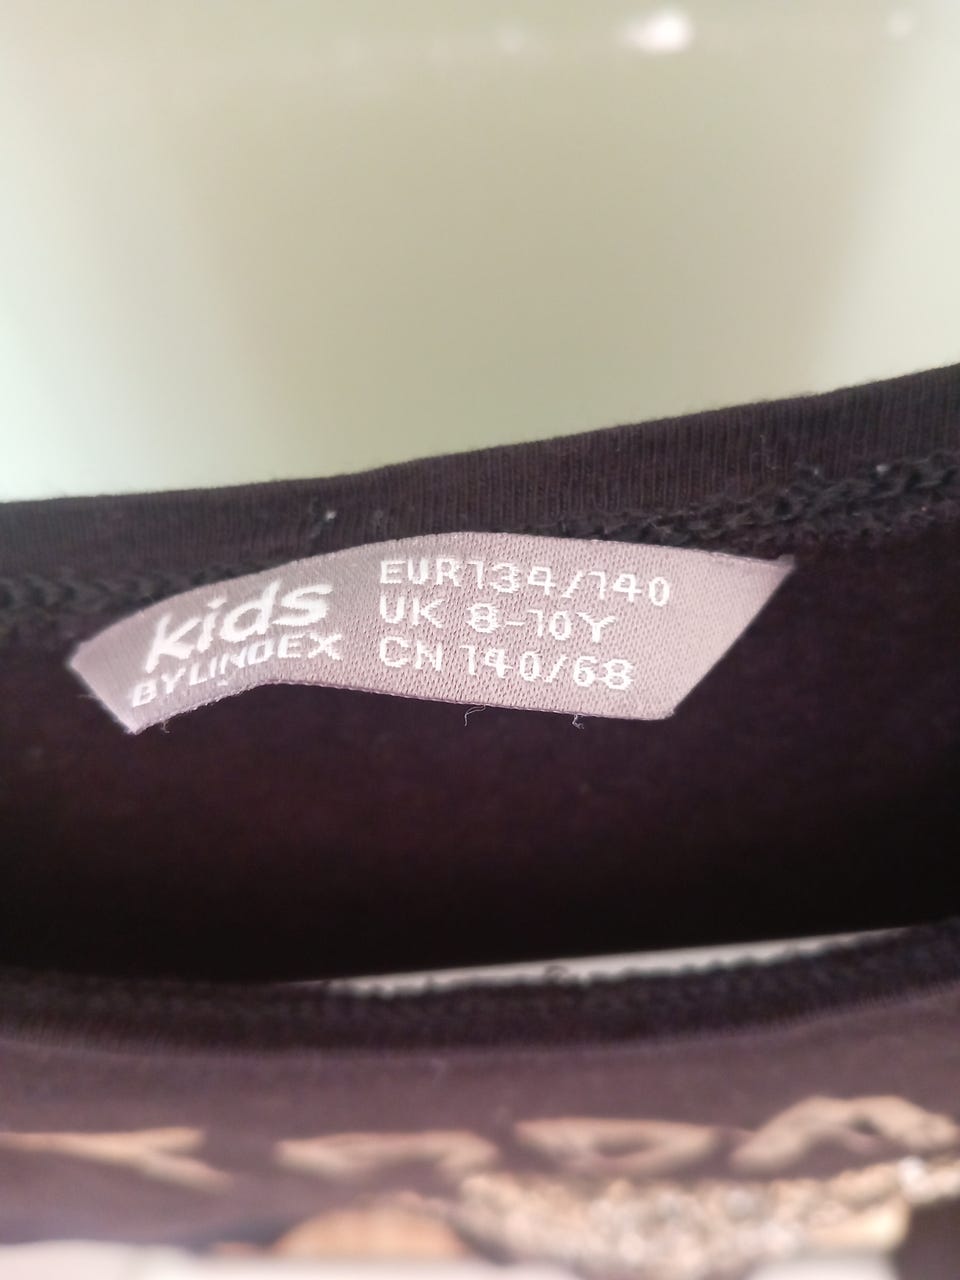 kids
BYLINDEX
EUR134/140
UK 8-10Y
CN 140/68